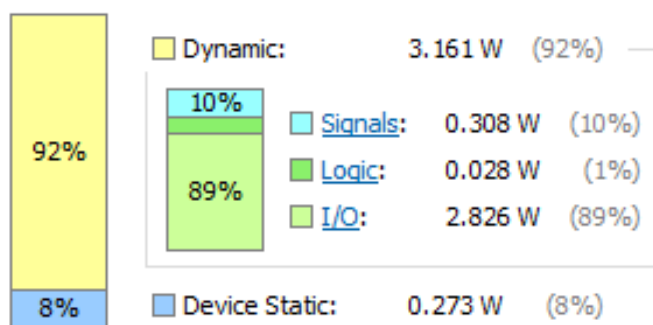 Dynamic: 3.161 W (92%)
10%
Signals: 0.308 W (10%)
92%
Logic: 0.028 W (1%)
89%
I/O: 2.826 W (89%)
8%
Device Static: 0.273 W (8%)